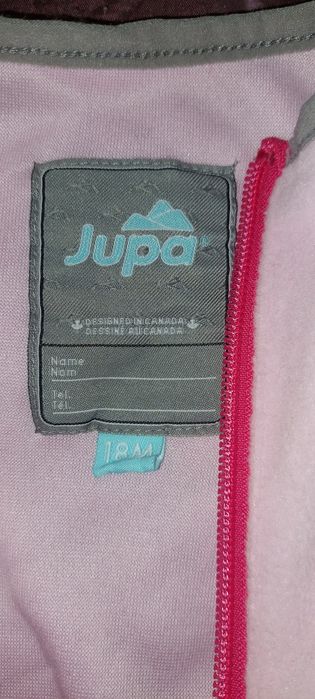 Jupa
DESIGNED IN CANADA
DESSINÉ AU CANADA
Name
Nom
Tel.
Tél.
18M